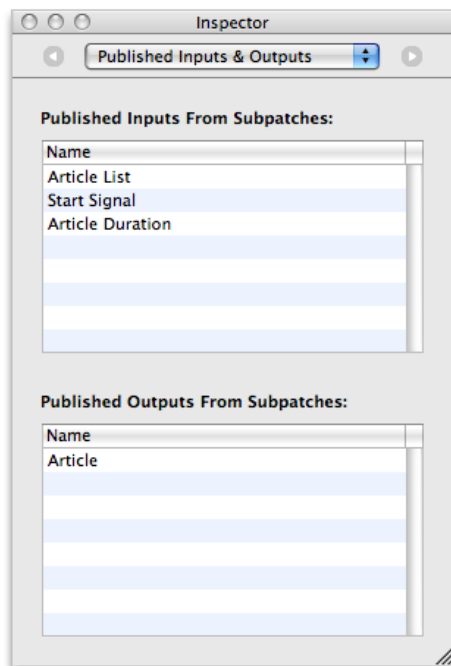 Inspector
Published Inputs & Outputs
Published Inputs From Subpatches:
Name
Article List
Start Signal
Article Duration
Published Outputs From Subpatches:
Name
Article